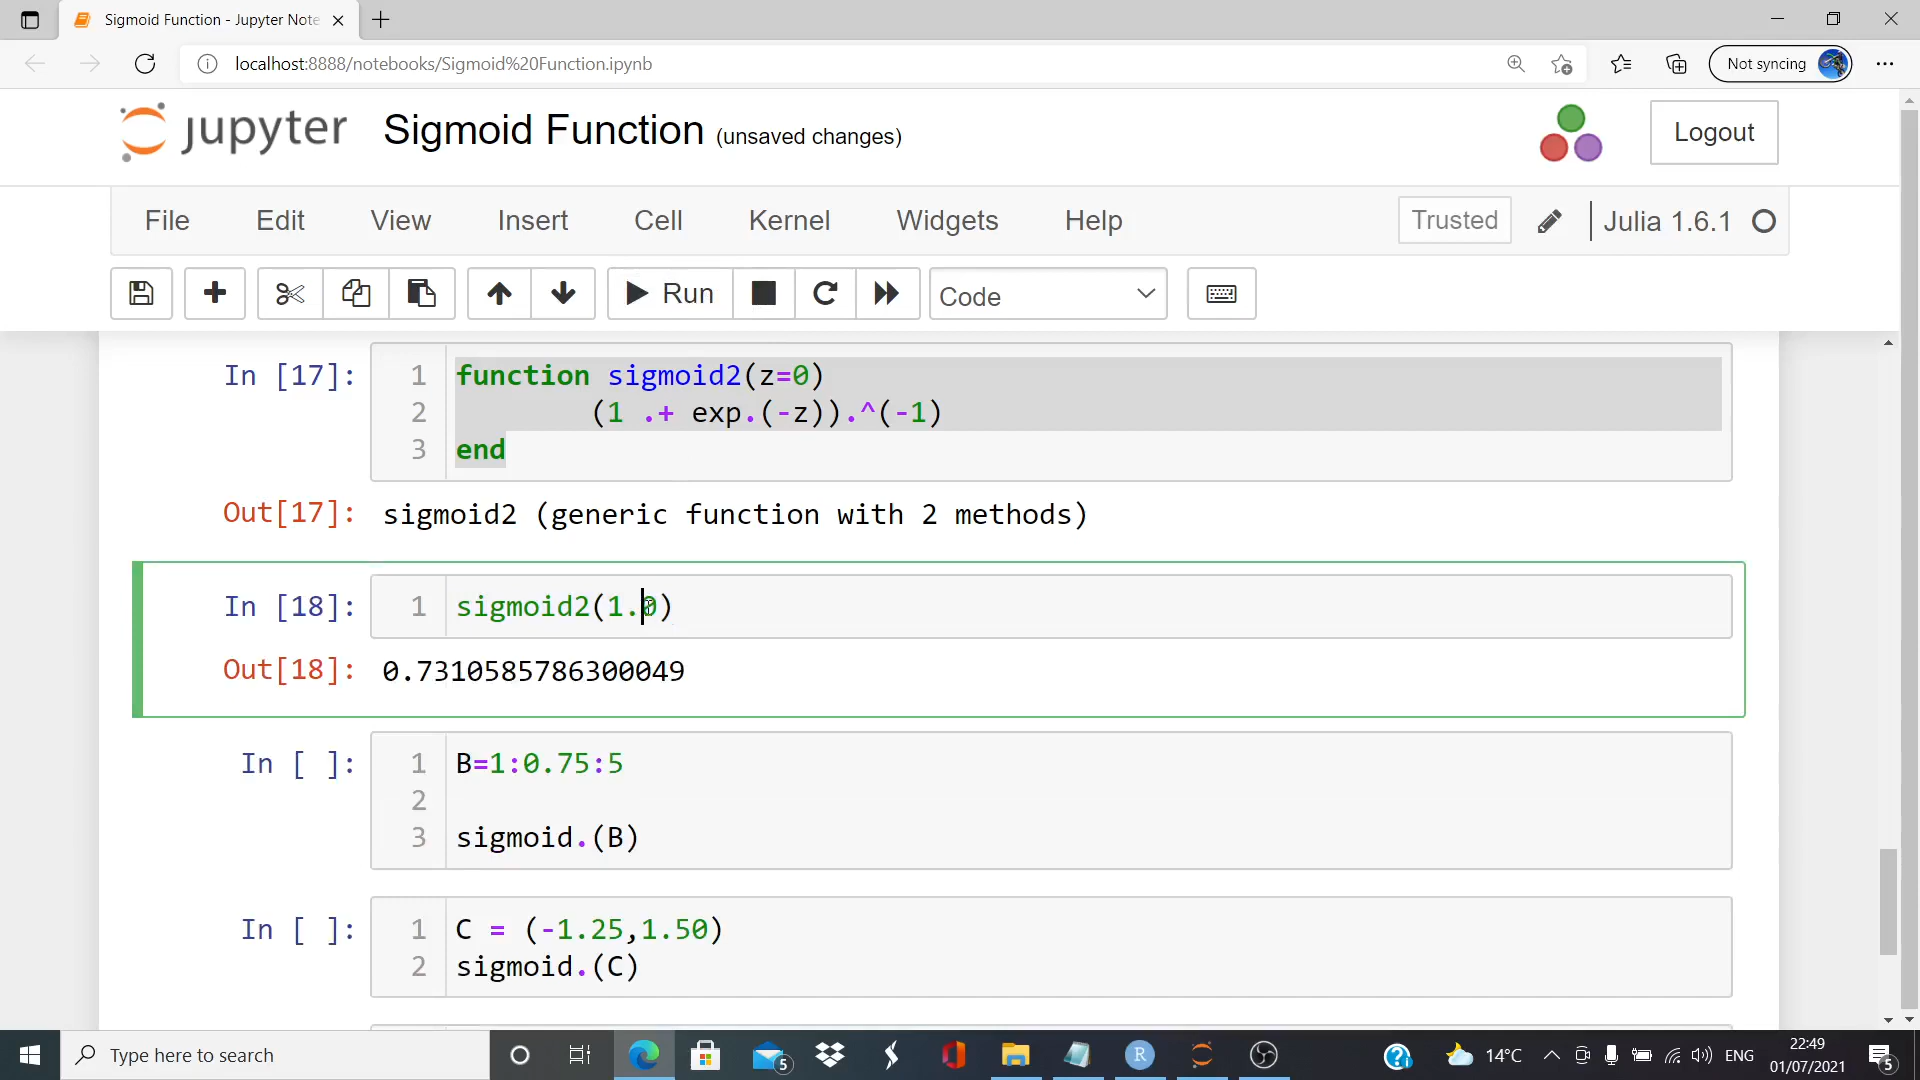 Sigmoid Function - Jupyter Note
localhost:8888/notebooks/Sigmoid%20Function.ipynb
Not syncing
jupyter Sigmoid Function (unsaved changes)
Logout
File Edit View Insert Cell Kernel Widgets Help
Trusted
Julia 1.6.1
Run
Code
In [17]:
1 function sigmoid2(z=0)
2 (1 .+ exp.(-z)).^(-1)
3 end
Out[17]: sigmoid2 (generic function with 2 methods)
In [18]:
1 sigmoid2(1.0)
Out[18]: 0.7310585786300049
In [ ]:
1 B=1:0.75:5
2
3 sigmoid.(B)
In [ ]:
1 C = (-1.25,1.50)
2 sigmoid.(C)
Type here to search
5
R
14°C
ENG
22:49
01/07/2021
5